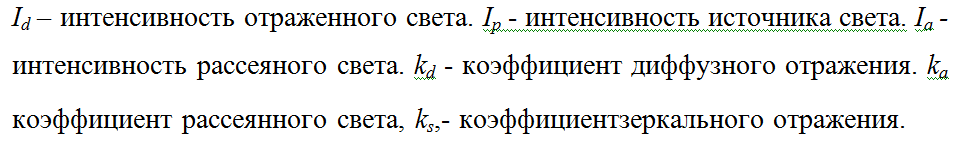 I_d – интенсивность отраженного света. I_p - интенсивность источника света. I_a -
интенсивность рассеяного света. k_d - коэффициент диффузного отражения. k_a
коэффициент рассеянного света, k_s,- коэффициентзеркального отражения.